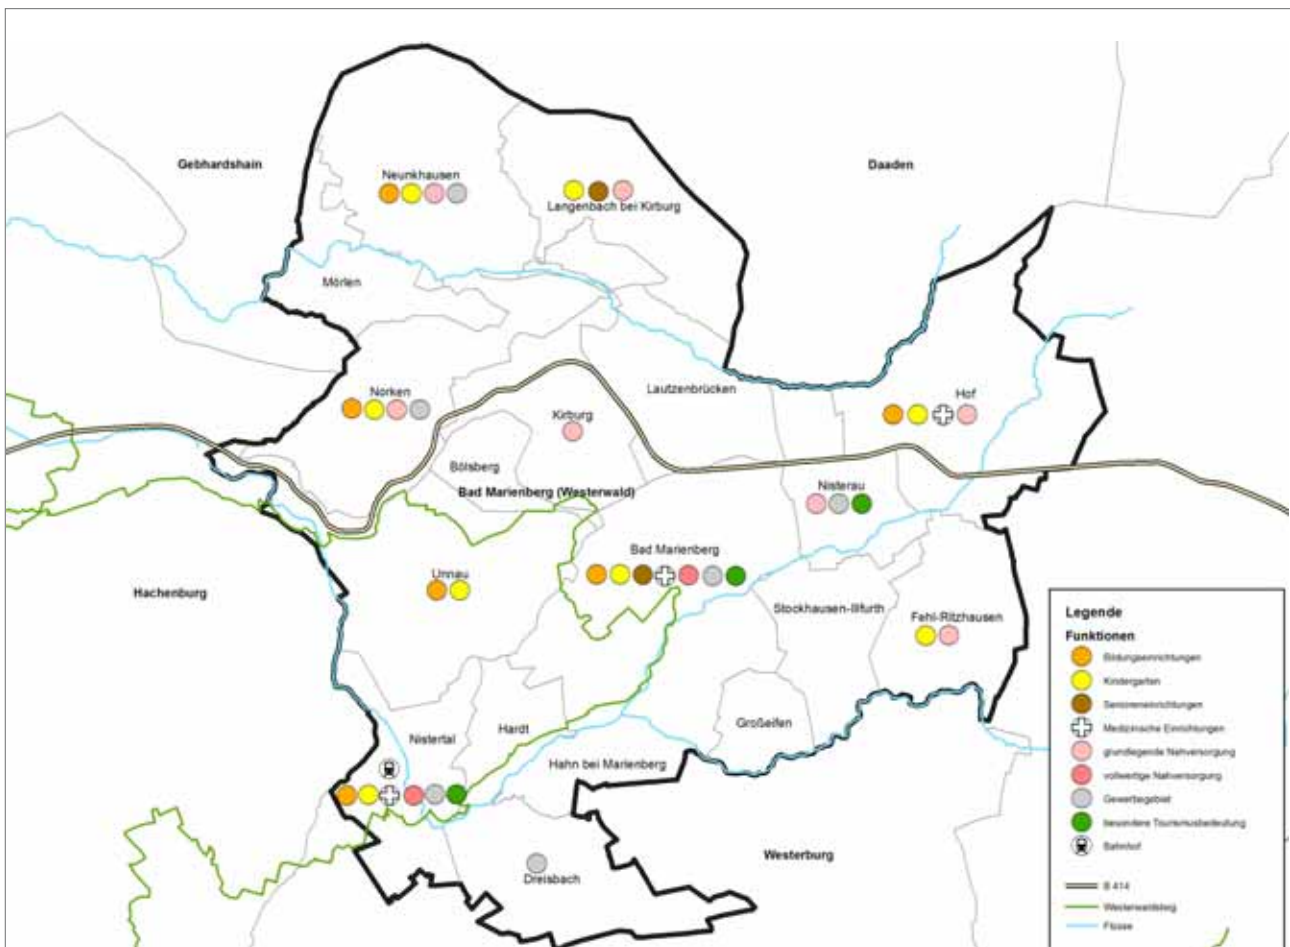 Gebhardshain
Daaden
Neunkhausen
Langenbach bei Kirburg
Mörlen
Norken
Lautzenbrücken
Hof
Kirburg
Bölsberg
Bad Marienberg (Westerwald)
Nisterau
Bad Marienberg
Unnau
Hachenburg
Stockhausen-Illfurth
Fehl-Ritzhausen
Großeifen
Nistertal
Hardt
Hahn bei Marienberg
Westerburg
Dreisbach
Legende
Funktionen
Bildungseinrichtungen
Kindergarten
Senioreneinrichtungen
Medizinische Einrichtungen
grundlegende Nahversorgung
vollwertige Nahversorgung
Gewerbegebiet
besondere Tourismusbedeutung
Bahnhof
B 414
Westerwaldsteig
Flüsse